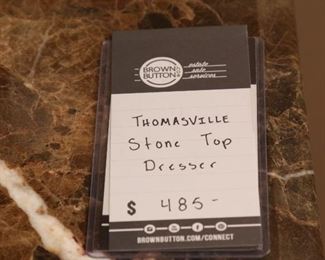 BROWN
BUTTON
estate
sale
services
THOMASVILLE
Stone Top
Dresser
$ 485-
BROWNBUTTON.COM/CONNECT